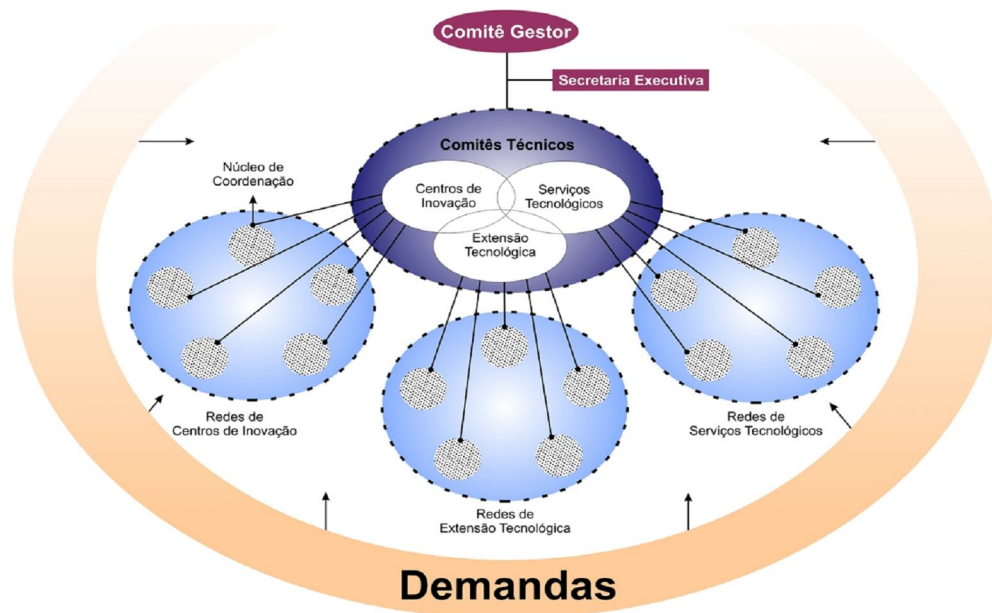 Comitê Gestor
Secretaria Executiva
Comitês Técnicos
Núcleo de
Coordenação
Centros de
Inovação
Serviços
Tecnológicos
Extensão
Tecnológica
Redes de
Centros de Inovação
Redes de
Serviços Tecnológicos
Redes de
Extensão Tecnológica
Demandas